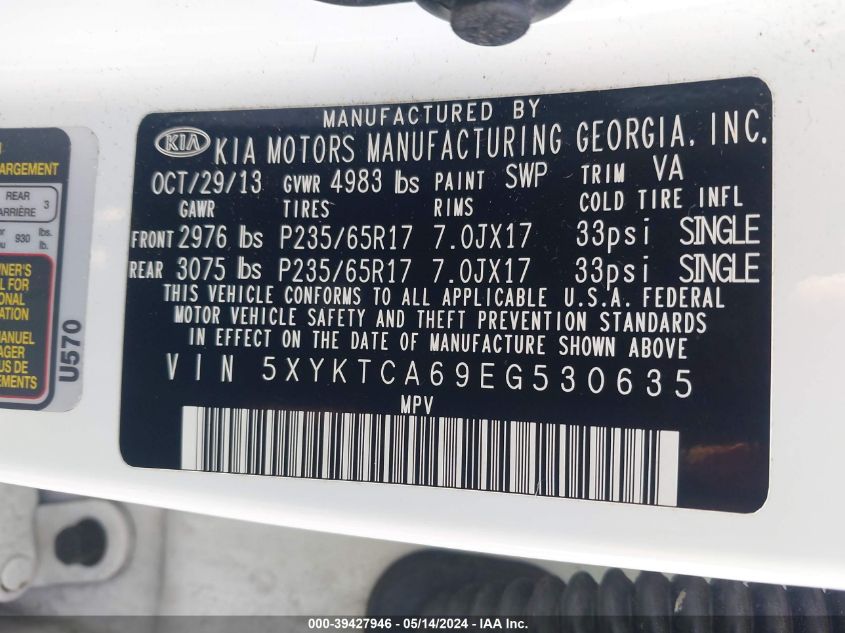 MANUFACTURED BY
KIA KIA MOTORS MANUFACTURING GEORGIA, INC.
OCT/29/13 GVWR 4983 lbs PAINT SWP TRIM VA
GAWR TIRES RIMS COLD TIRE INFL
FRONT 2976 lbs P235/65R17 7.0JX17 33psi SINGLE
REAR 3075 lbs P235/65R17 7.0JX17 33psi SINGLE
THIS VEHICLE CONFORMS TO ALL APPLICABLE U.S.A. FEDERAL
MOTOR VEHICLE SAFETY AND THEFT PREVENTION STANDARDS
IN EFFECT ON THE DATE OF MANUFACTURE SHOWN ABOVE
VIN 5XYKTCA69EG530635
MPV
REAR 3
930 lbs.
U570
000-39427946 - 05/14/2024 - IAA Inc.